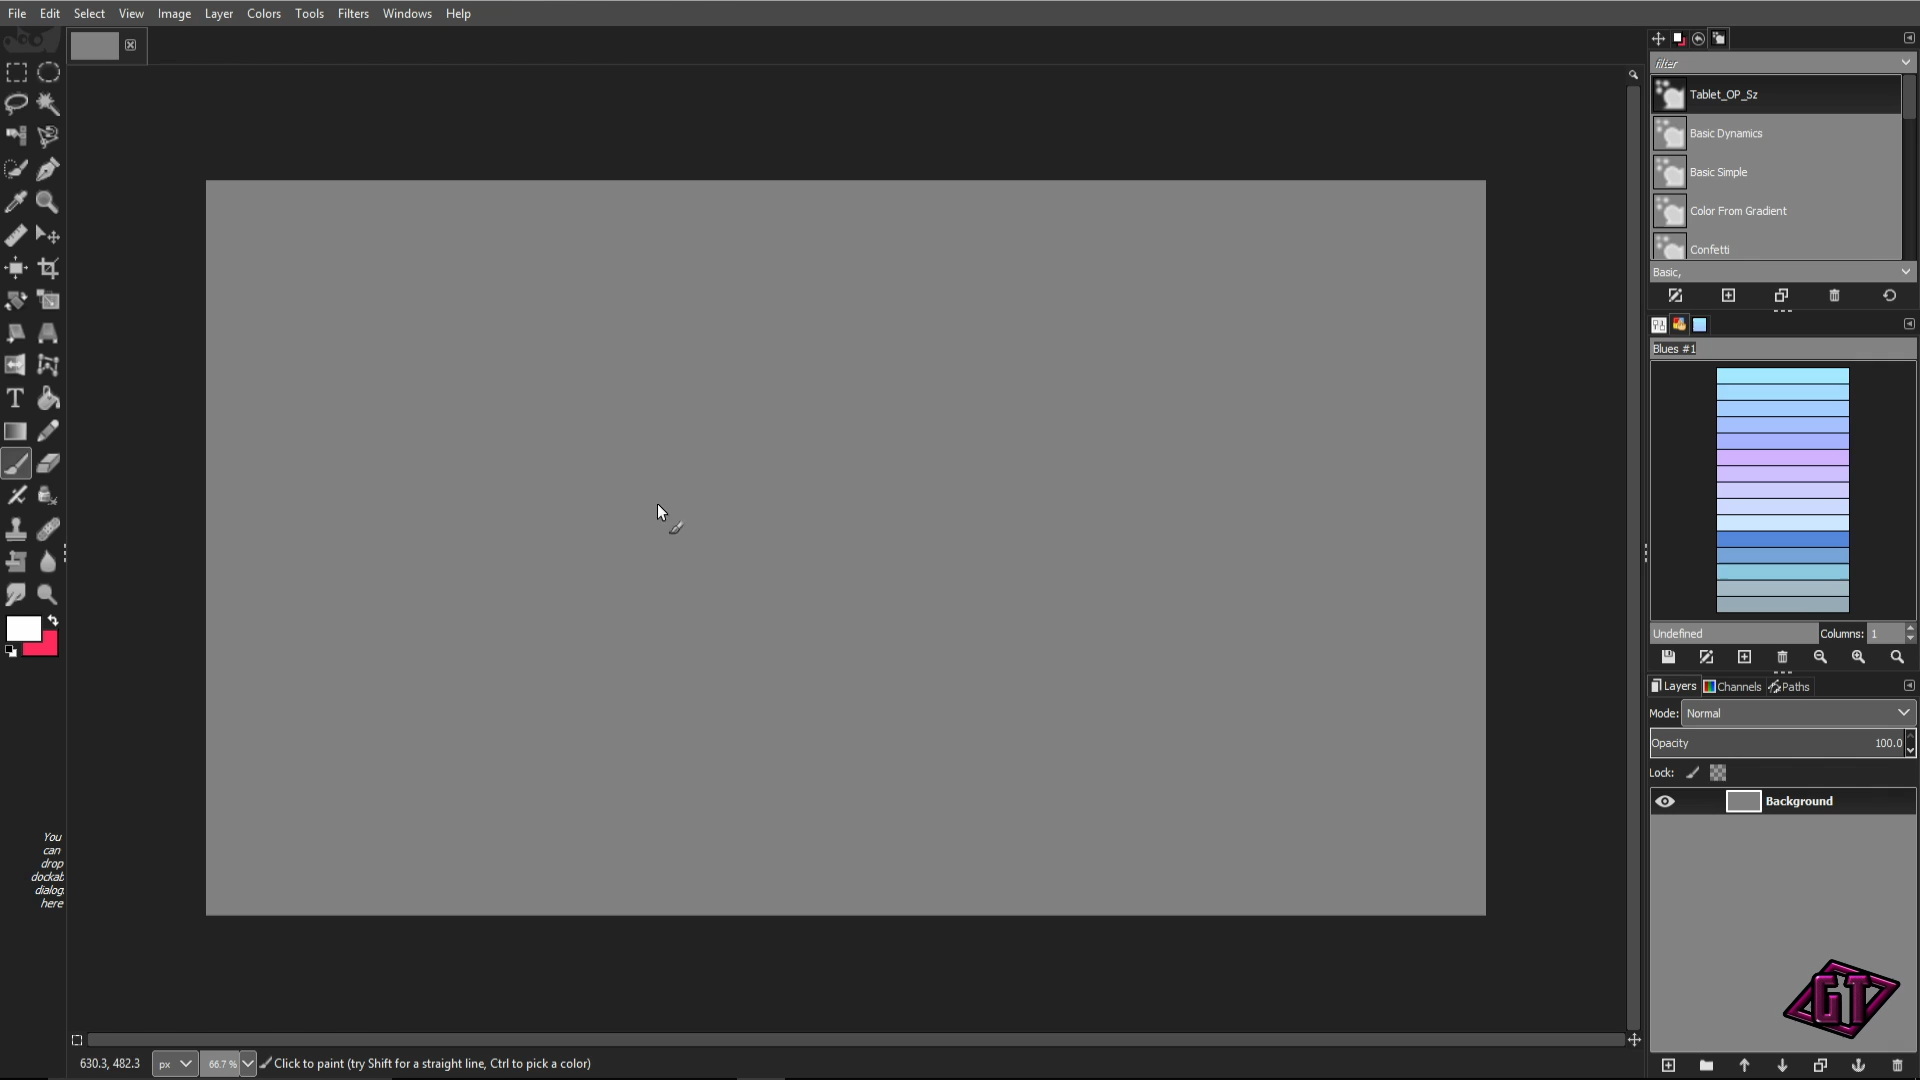 File Edit Select View Image Layer Colors Tools Filters Windows Help
filter
Tablet_OP_Sz
Basic Dynamics
Basic Simple
Color From Gradient
Confetti
Basic,
Blues #1
Undefined Columns: 1
Layers Channels Paths
Mode: Normal
Opacity 100.0
Lock:
Background
You
can
drop
dockab
dialog
here
GT
630.3, 482.3 px 66.7 % Click to paint (try Shift for a straight line, Ctrl to pick a color)